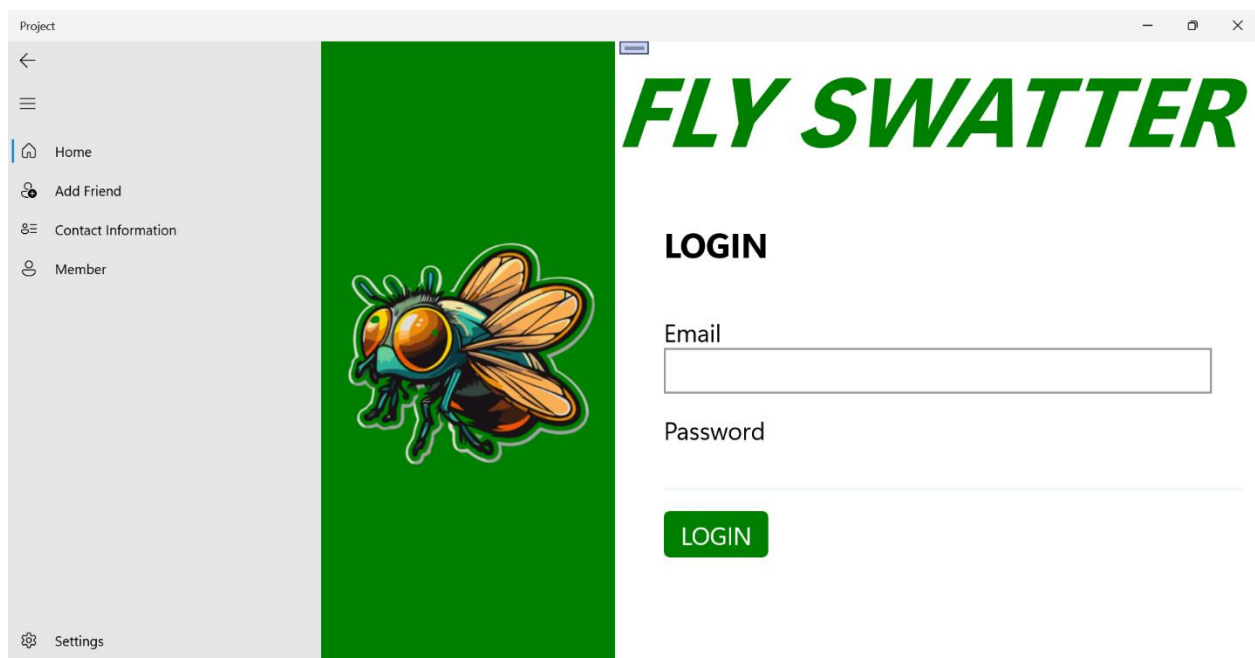 Project
Home
Add Friend
Contact Information
Member
Settings
FLY SWATTER
LOGIN
Email
Password
LOGIN